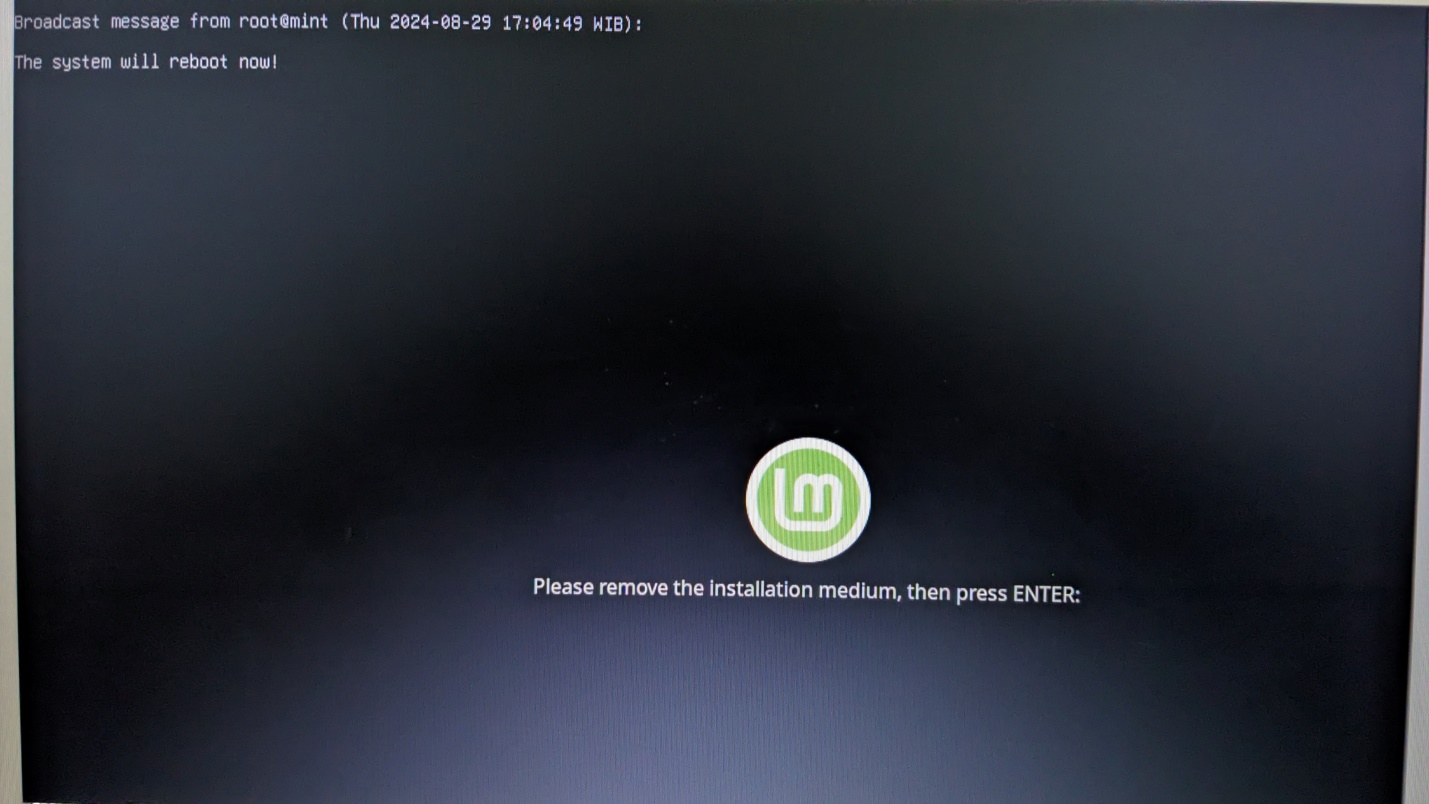 Broadcast message from root@mint (Thu 2024-08-29 17:04:49 WIB):
The system will reboot now!
Please remove the installation medium, then press ENTER: